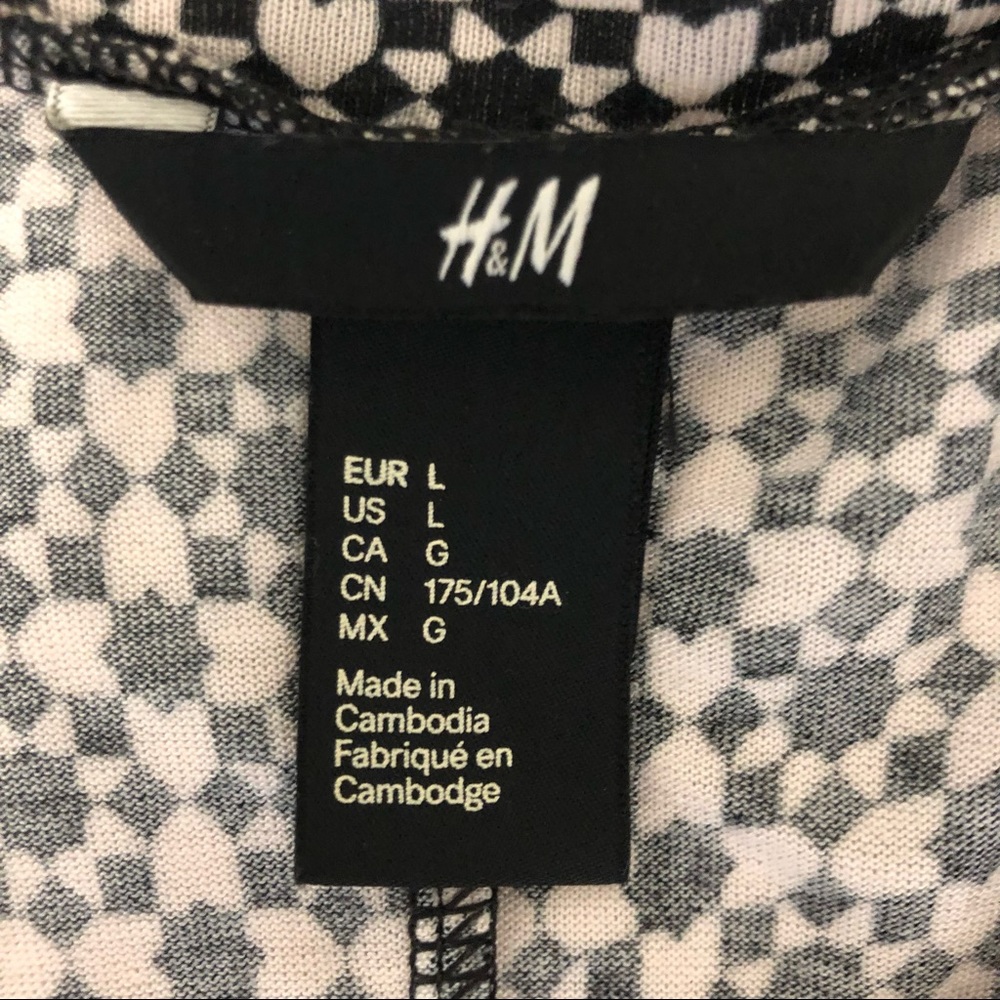 H&M
EUR L
US L
CA G
CN 175/104A
MX G
Made in
Cambodia
Fabriqué en
Cambodge